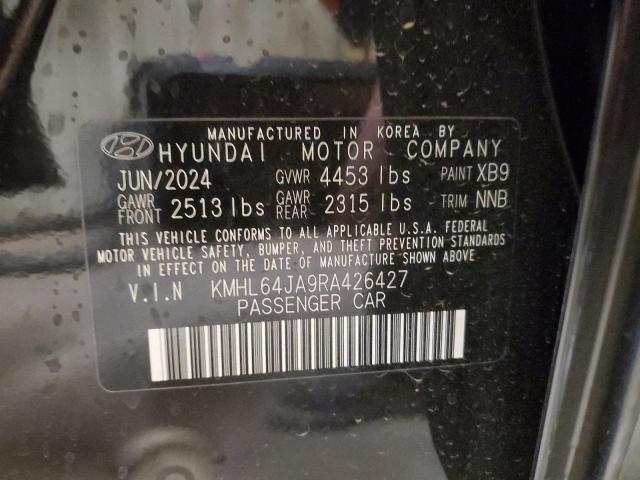 MANUFACTURED IN KOREA BY
HYUNDAI MOTOR COMPANY
JUN/2024 GVWR 4453 lbs PAINT XB9
GAWR FRONT 2513 lbs GAWR REAR 2315 lbs TRIM NNB
THIS VEHICLE CONFORMS TO ALL APPLICABLE U.S.A. FEDERAL
MOTOR VEHICLE SAFETY, BUMPER, AND THEFT PREVENTION STANDARDS
IN EFFECT ON THE DATE OF MANUFACTURE SHOWN ABOVE
V.I.N KMHL64JA9RA426427
PASSENGER CAR